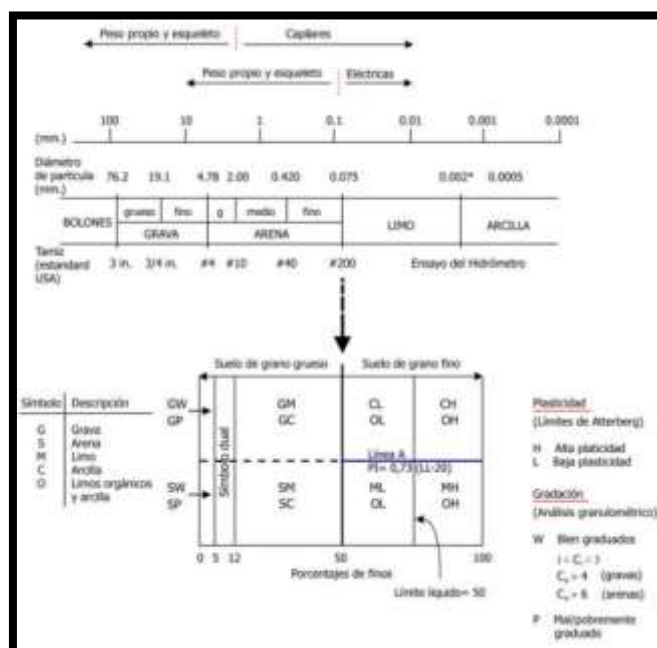 Peso propio y esqueleto Capilares
Peso propio y esqueleto Eléctricas
100 10 1 0.1 0.01 0.001 0.0001
(mm.)
Diámetro
de partícula
(mm.)
76.2 19.1 4.78 2.00 0.420 0.075 0.002* 0.0005
BOLONES grueso fino g medio fino LIMO ARCILLA
GRAVA ARENA
Tamiz
(estandard
USA)
3 in. 3/4 in. #4 #10 #40 #200 Ensayo del Hidrómetro
Suelo de grano grueso Suelo de grano fino
Símbolo Descripción
G Grava
S Arena
M Limo
C Arcilla
O Limos orgánicos
y arcilla
GW
GP
SW
SP
Símbolo dual
GM
GC
SM
SC
CL
OL
CH
OH
Línea A
PI= 0,73 (LL-20)
ML
OL
MH
OH
0 5 12 50 100
Porcentajes de finos
Límite líquido= 50
Plasticidad
(Límites de Atterberg)
H Alta platicidad
L Baja plasticidad
Gradación
(Análisis granulométrico)
W Bien graduados
> 4 (gravas)
> 6 (arenas)
P Mal/pobremente
graduado